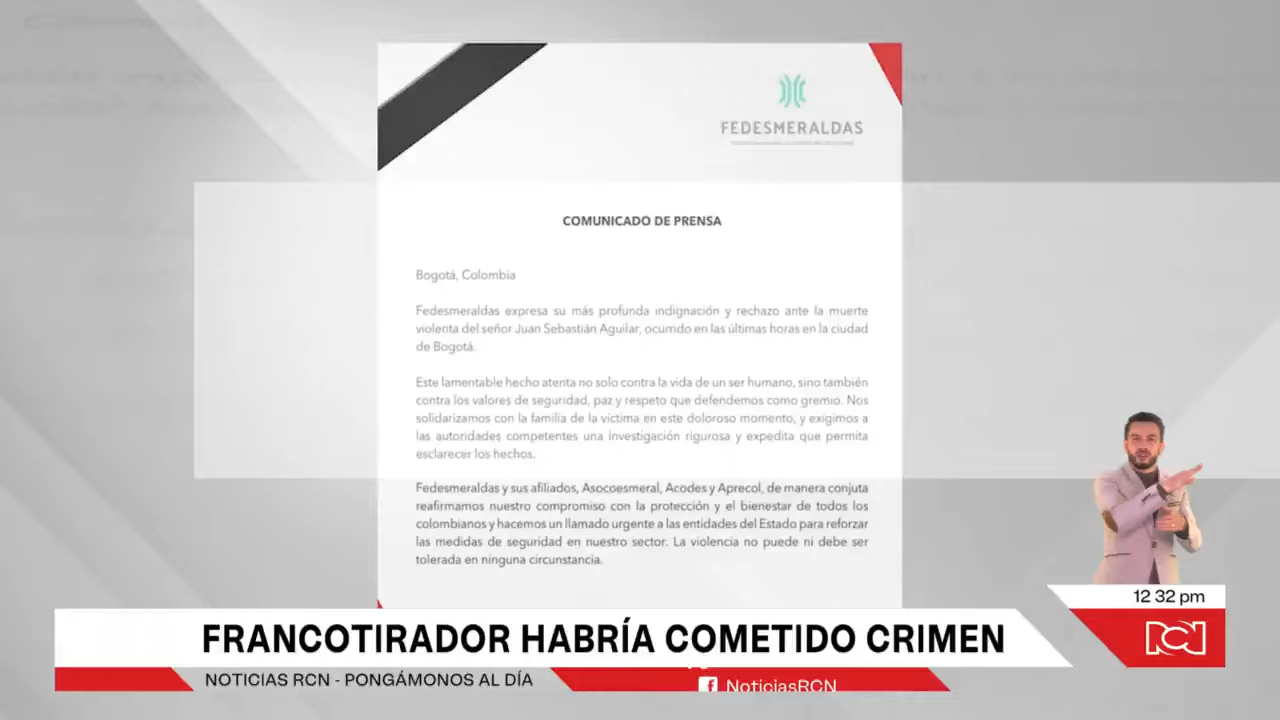 FEDESMERALDAS
COMUNICADO DE PRENSA
Bogotá, Colombia
Fedesmeraldas expresa su más profunda indignación y rechazo ante la muerte
violenta del señor Juan Sebastián Aguilar, ocurrido en las últimas horas en la ciudad
de Bogotá.
Este lamentable hecho atenta no solo contra la vida de un ser humano, sino también
contra los valores de seguridad, paz y respeto que defendemos como gremio. Nos
solidarizamos con la familia de la víctima en este doloroso momento, y exigimos a
las autoridades competentes una investigación rigurosa y expedita que permita
esclarecer los hechos.
Fedesmeraldas y sus afiliados, Asocoesmeral, Acodes y Aprecol, de manera conjuta
reafirmamos nuestro compromiso con la protección y el bienestar de todos los
colombianos y hacemos un llamado urgente a las entidades del Estado para reforzar
las medidas de seguridad en nuestro sector. La violencia no puede ni debe ser
tolerada en ninguna circunstancia.
12 32 pm
FRANCOTIRADOR HABRÍA COMETIDO CRIMEN
RCN
NOTICIAS RCN - PONGÁMONOS AL DÍA
NoticiasRCN